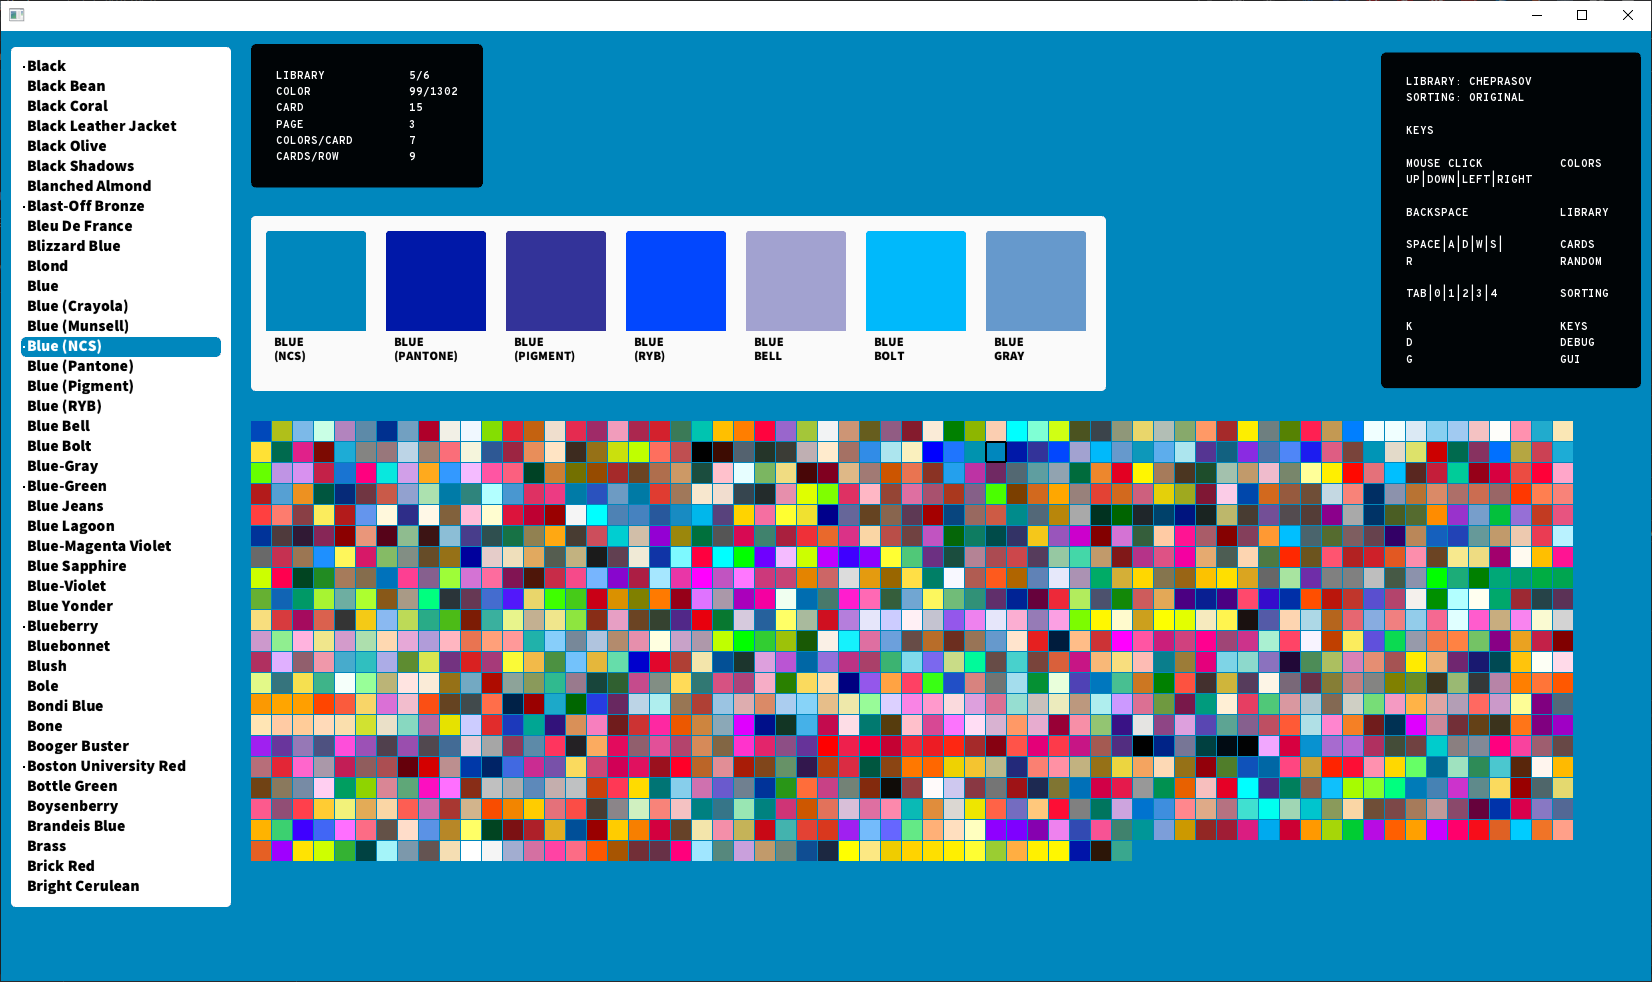 ·Black
Black Bean
Black Coral
Black Leather Jacket
Black Olive
Black Shadows
Blanched Almond
·Blast-Off Bronze
Bleu De France
Blizzard Blue
Blond
Blue
Blue (Crayola)
Blue (Munsell)
·Blue (NCS)
Blue (Pantone)
Blue (Pigment)
Blue (RYB)
Blue Bell
Blue Bolt
Blue-Gray
·Blue-Green
Blue Jeans
Blue Lagoon
Blue-Magenta Violet
Blue Sapphire
Blue-Violet
Blue Yonder
·Blueberry
Bluebonnet
Blush
Bole
Bondi Blue
Bone
Booger Buster
·Boston University Red
Bottle Green
Boysenberry
Brandeis Blue
Brass
Brick Red
Bright Cerulean
LIBRARY 5/6
COLOR 99/1302
CARD 15
PAGE 3
COLORS/CARD 7
CARDS/ROW 9
BLUE
(NCS)
BLUE
(PANTONE)
BLUE
(PIGMENT)
BLUE
(RYB)
BLUE
BELL
BLUE
BOLT
BLUE
GRAY
LIBRARY: CHEPRASOV
SORTING: ORIGINAL
KEYS
MOUSE CLICK COLORS
UP|DOWN|LEFT|RIGHT
BACKSPACE LIBRARY
SPACE|A|D|W|S| CARDS
R RANDOM
TAB|0|1|2|3|4 SORTING
K KEYS
D DEBUG
G GUI